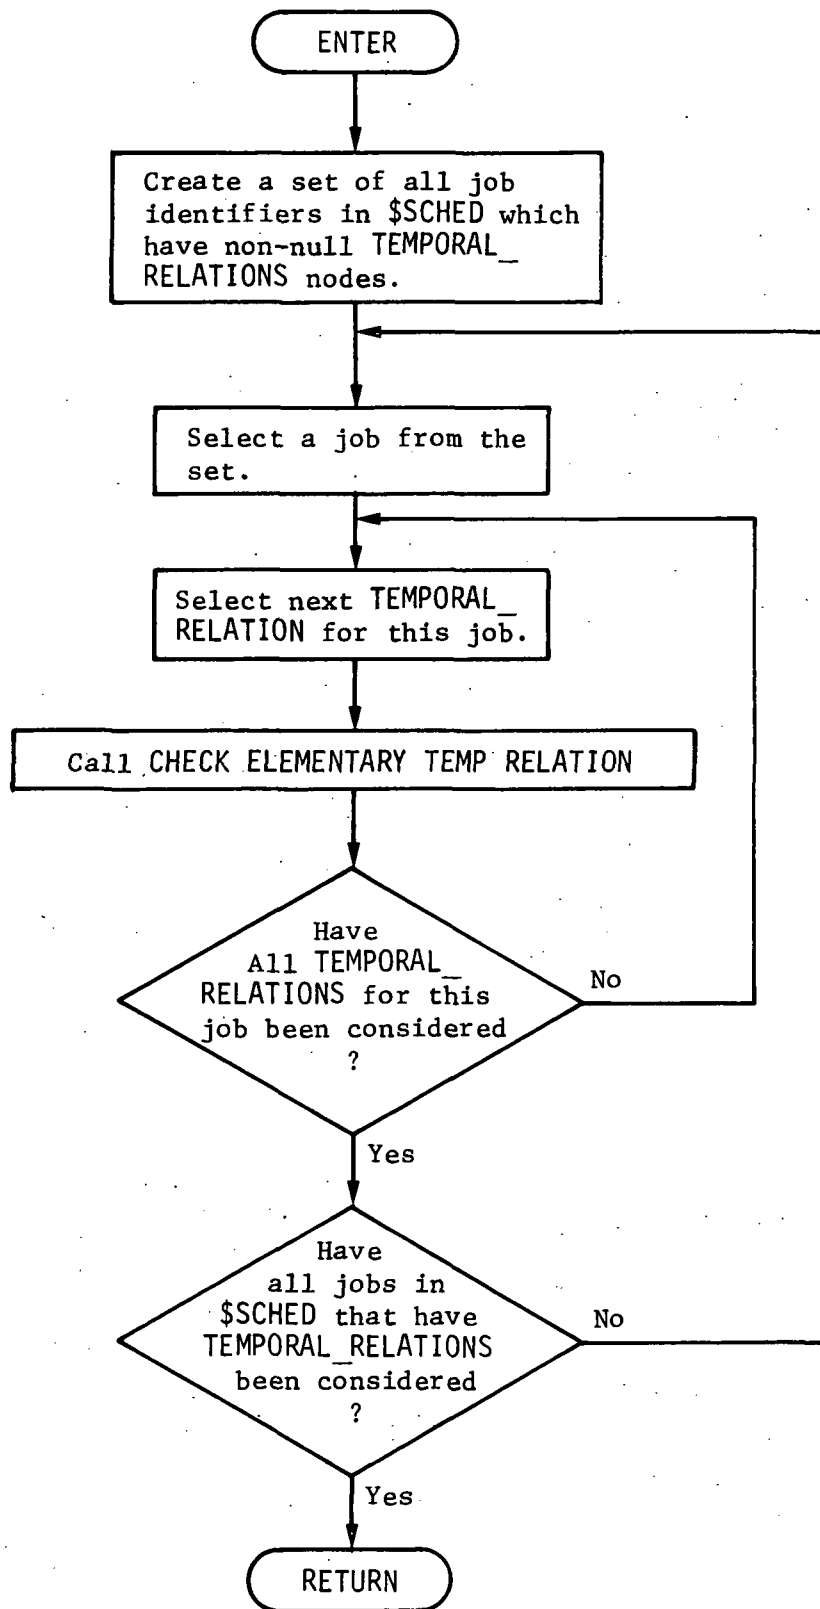 ENTER
Create a set of all job
identifiers in $SCHED which
have non-null TEMPORAL_
RELATIONS nodes.
Select a job from the
set.
Select next TEMPORAL_
RELATION for this job.
Call CHECK ELEMENTARY TEMP RELATION
Have
All TEMPORAL_
RELATIONS for this
job been considered
?
No
Yes
Have
all jobs in
$SCHED that have
TEMPORAL_RELATIONS
been considered
?
No
Yes
RETURN